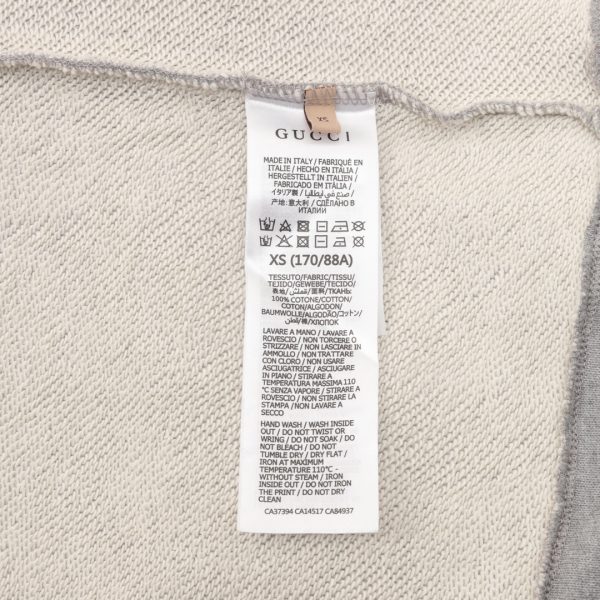 XS
GUCCI
MADE IN ITALY / FABRIQUÉ EN
ITALIE / HECHO EN ITALIA /
HERGESTELLT IN ITALIEN /
FABRICADO EM ITÁLIA /
イタリア製 / صنع في إيطاليا /
产地: 意大利 / СДЕЛАНО В
ИТАЛИИ
XS (170/88A)
TESSUTO/FABRIC/TISSU/
TEJIDO/GEWEBE/TECIDO/
表地/قماش/面料/ТКАНЬ:
100% COTONE/COTTON/
COTON/ALGODON/
BAUMWOLLE/ALGODÃO/コットン/
قطن/棉/ХЛОПОК
LAVARE A MANO / LAVARE A
ROVESCIO / NON TORCERE O
STRIZZARE / NON LASCIARE IN
AMMOLLO / NON TRATTARE
CON CLORO / NON USARE
ASCIUGATRICE / ASCIUGARE
IN PIANO / STIRARE A
TEMPERATURA MASSIMA 110
°C SENZA VAPORE / STIRARE A
ROVESCIO / NON STIRARE LA
STAMPA / NON LAVARE A
SECCO
HAND WASH / WASH INSIDE
OUT / DO NOT TWIST OR
WRING / DO NOT SOAK / DO
NOT BLEACH / DO NOT
TUMBLE DRY / DRY FLAT /
IRON AT MAXIMUM
TEMPERATURE 110°C -
WITHOUT STEAM / IRON
INSIDE OUT / DO NOT IRON
THE PRINT / DO NOT DRY
CLEAN
CA37394 CA14517 CA84937